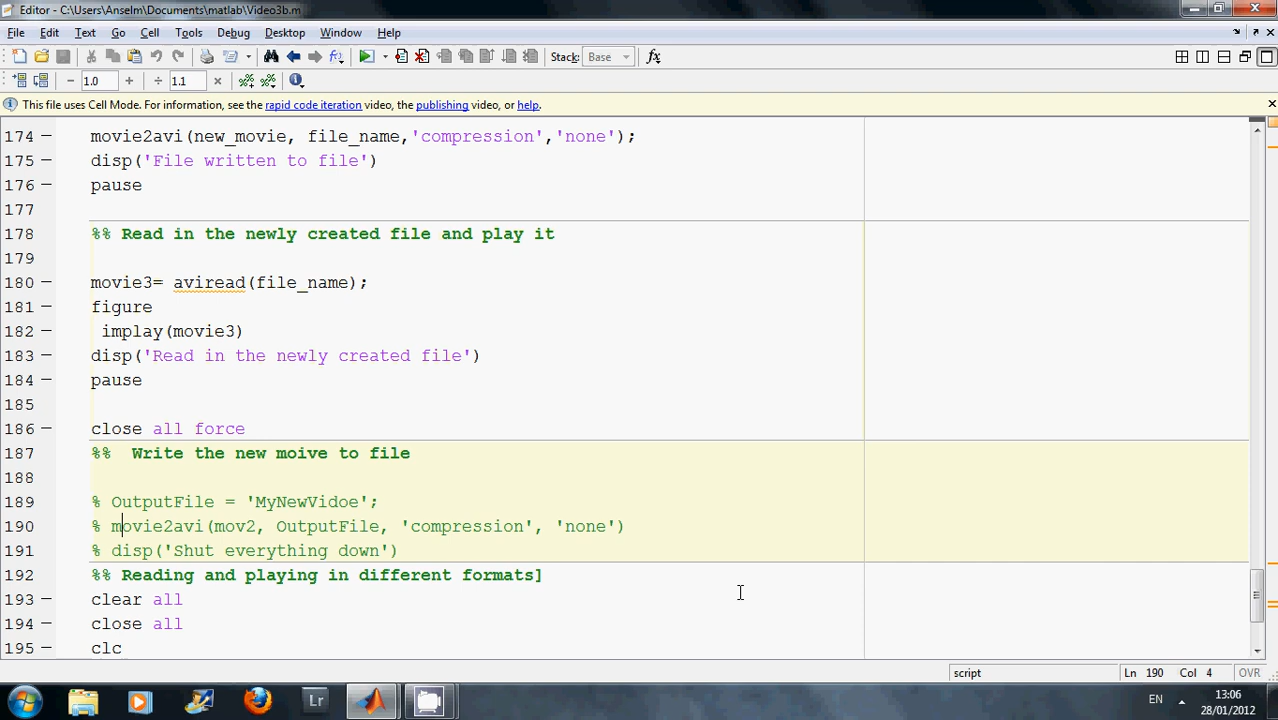 Editor - C:\Users\Anselm\Documents\matlab\Video3b.m
File Edit Text Go Cell Tools Debug Desktop Window Help
Stack: Base fx
− 1.0 + ÷ 1.1 ×
This file uses Cell Mode. For information, see the rapid code iteration video, the publishing video, or help.
174 − movie2avi(new_movie, file_name,'compression','none');
175 − disp('File written to file')
176 − pause
177
178 %% Read in the newly created file and play it
179
180 − movie3= aviread(file_name);
181 − figure
182 − implay(movie3)
183 − disp('Read in the newly created file')
184 − pause
185
186 − close all force
187 %% Write the new moive to file
188
189 % OutputFile = 'MyNewVidoe';
190 % movie2avi(mov2, OutputFile, 'compression', 'none')
191 % disp('Shut everything down')
192 %% Reading and playing in different formats]
193 − clear all
194 − close all
195 − clc
script Ln 190 Col 4 OVR
Lr EN 13:06
28/01/2012